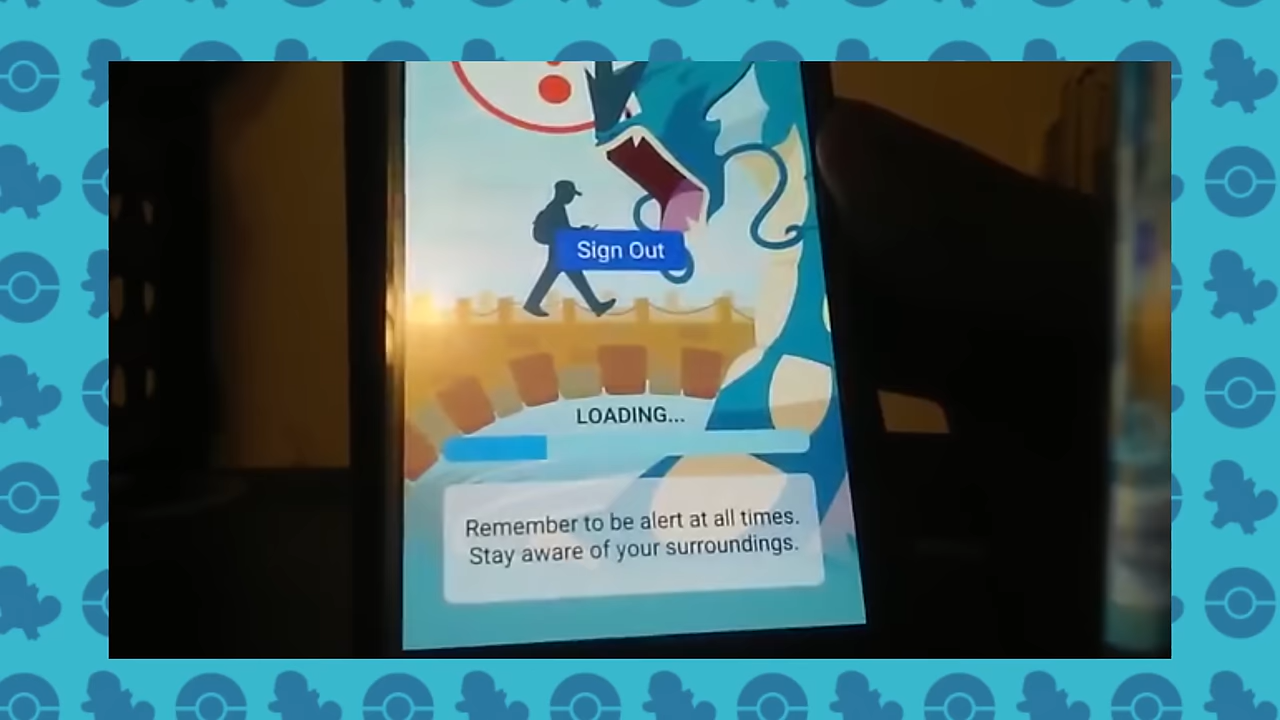 Sign Out
LOADING...
Remember to be alert at all times.
Stay aware of your surroundings.